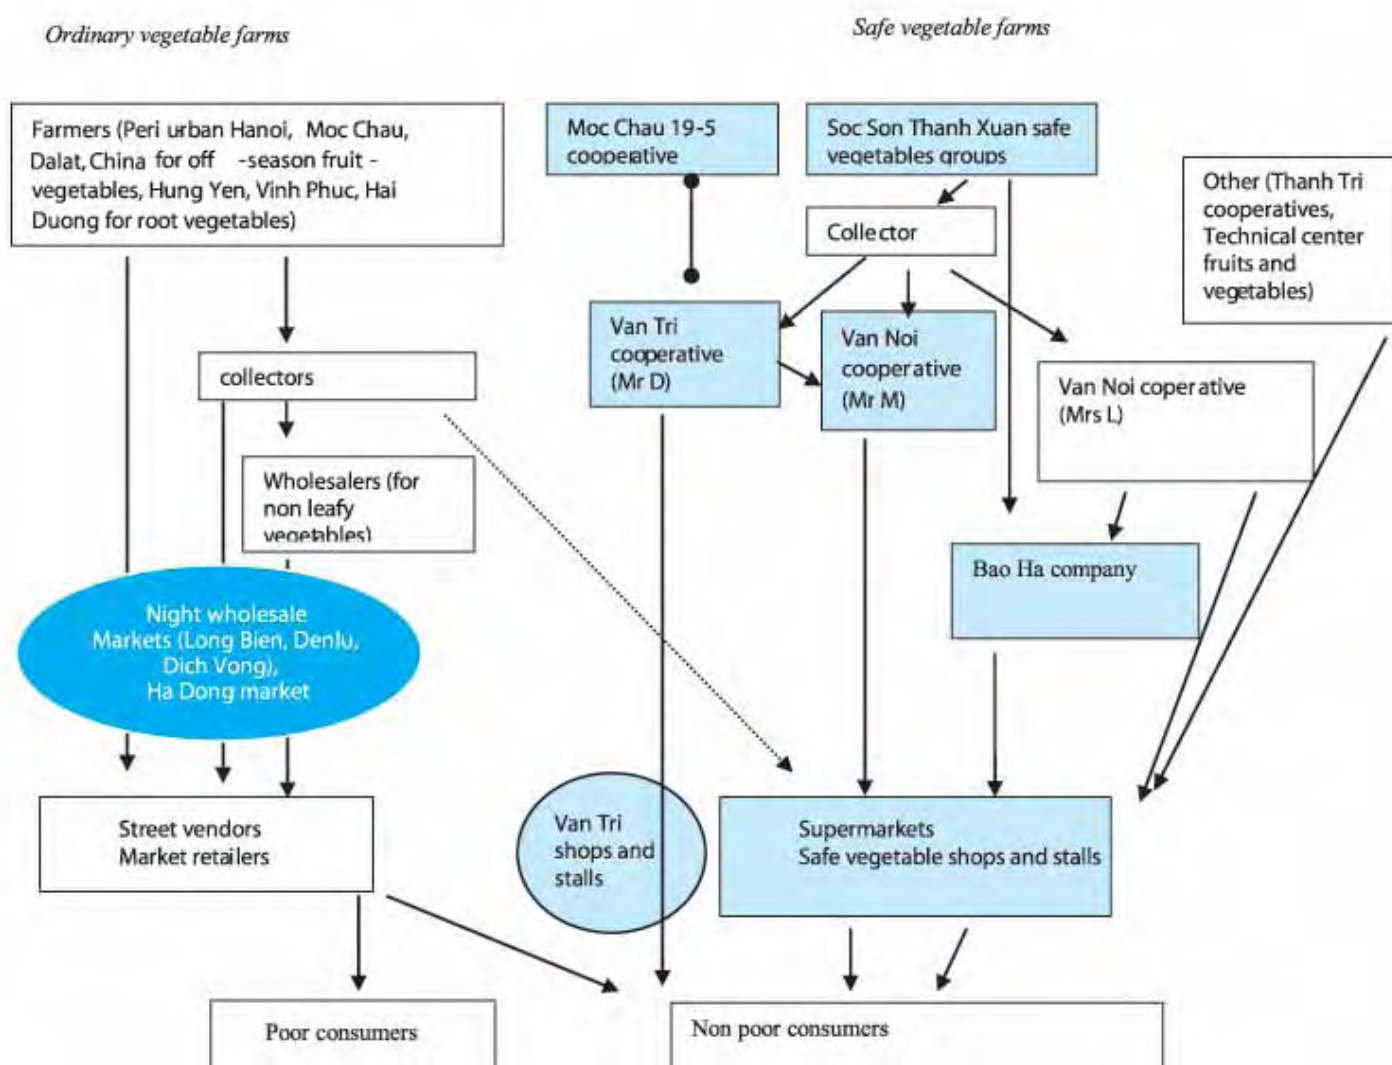 Ordinary vegetable farms
Safe vegetable farms
Farmers (Peri urban Hanoi, Moc Chau,
Dalat, China for off -season fruit -
vegetables, Hung Yen, Vinh Phuc, Hai
Duong for root vegetables)
Moc Chau 19-5
cooperative
Soc Son Thanh Xuan safe
vegetables groups
Other (Thanh Tri
cooperatives,
Technical center
fruits and
vegetables)
Collector
Van Tri
cooperative
(Mr D)
Van Noi
cooperative
(Mr M)
Van Noi coperative
(Mrs L)
collectors
Wholesalers (for
non leafy
vegetables)
Bao Ha company
Night wholesale
Markets (Long Bien, Denlu,
Dich Vong),
Ha Dong market
Street vendors
Market retailers
Van Tri
shops and
stalls
Supermarkets
Safe vegetable shops and stalls
Poor consumers
Non poor consumers